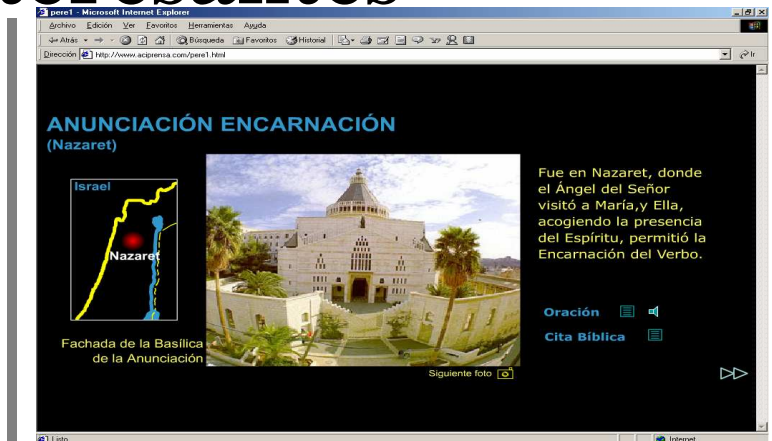 pere1 - Microsoft Internet Explorer
Archivo Edición Ver Favoritos Herramientas Ayuda
Atrás Búsqueda Favoritos Historial
Dirección http://www.aciprensa.com/pere1.html Ir
ANUNCIACIÓN ENCARNACIÓN
(Nazaret)
Israel
Nazaret
Fachada de la Basílica
de la Anunciación
Siguiente foto
Fue en Nazaret, donde
el Ángel del Señor
visitó a María,y Ella,
acogiendo la presencia
del Espíritu, permitió la
Encarnación del Verbo.
Oración
Cita Bíblica
Listo Internet